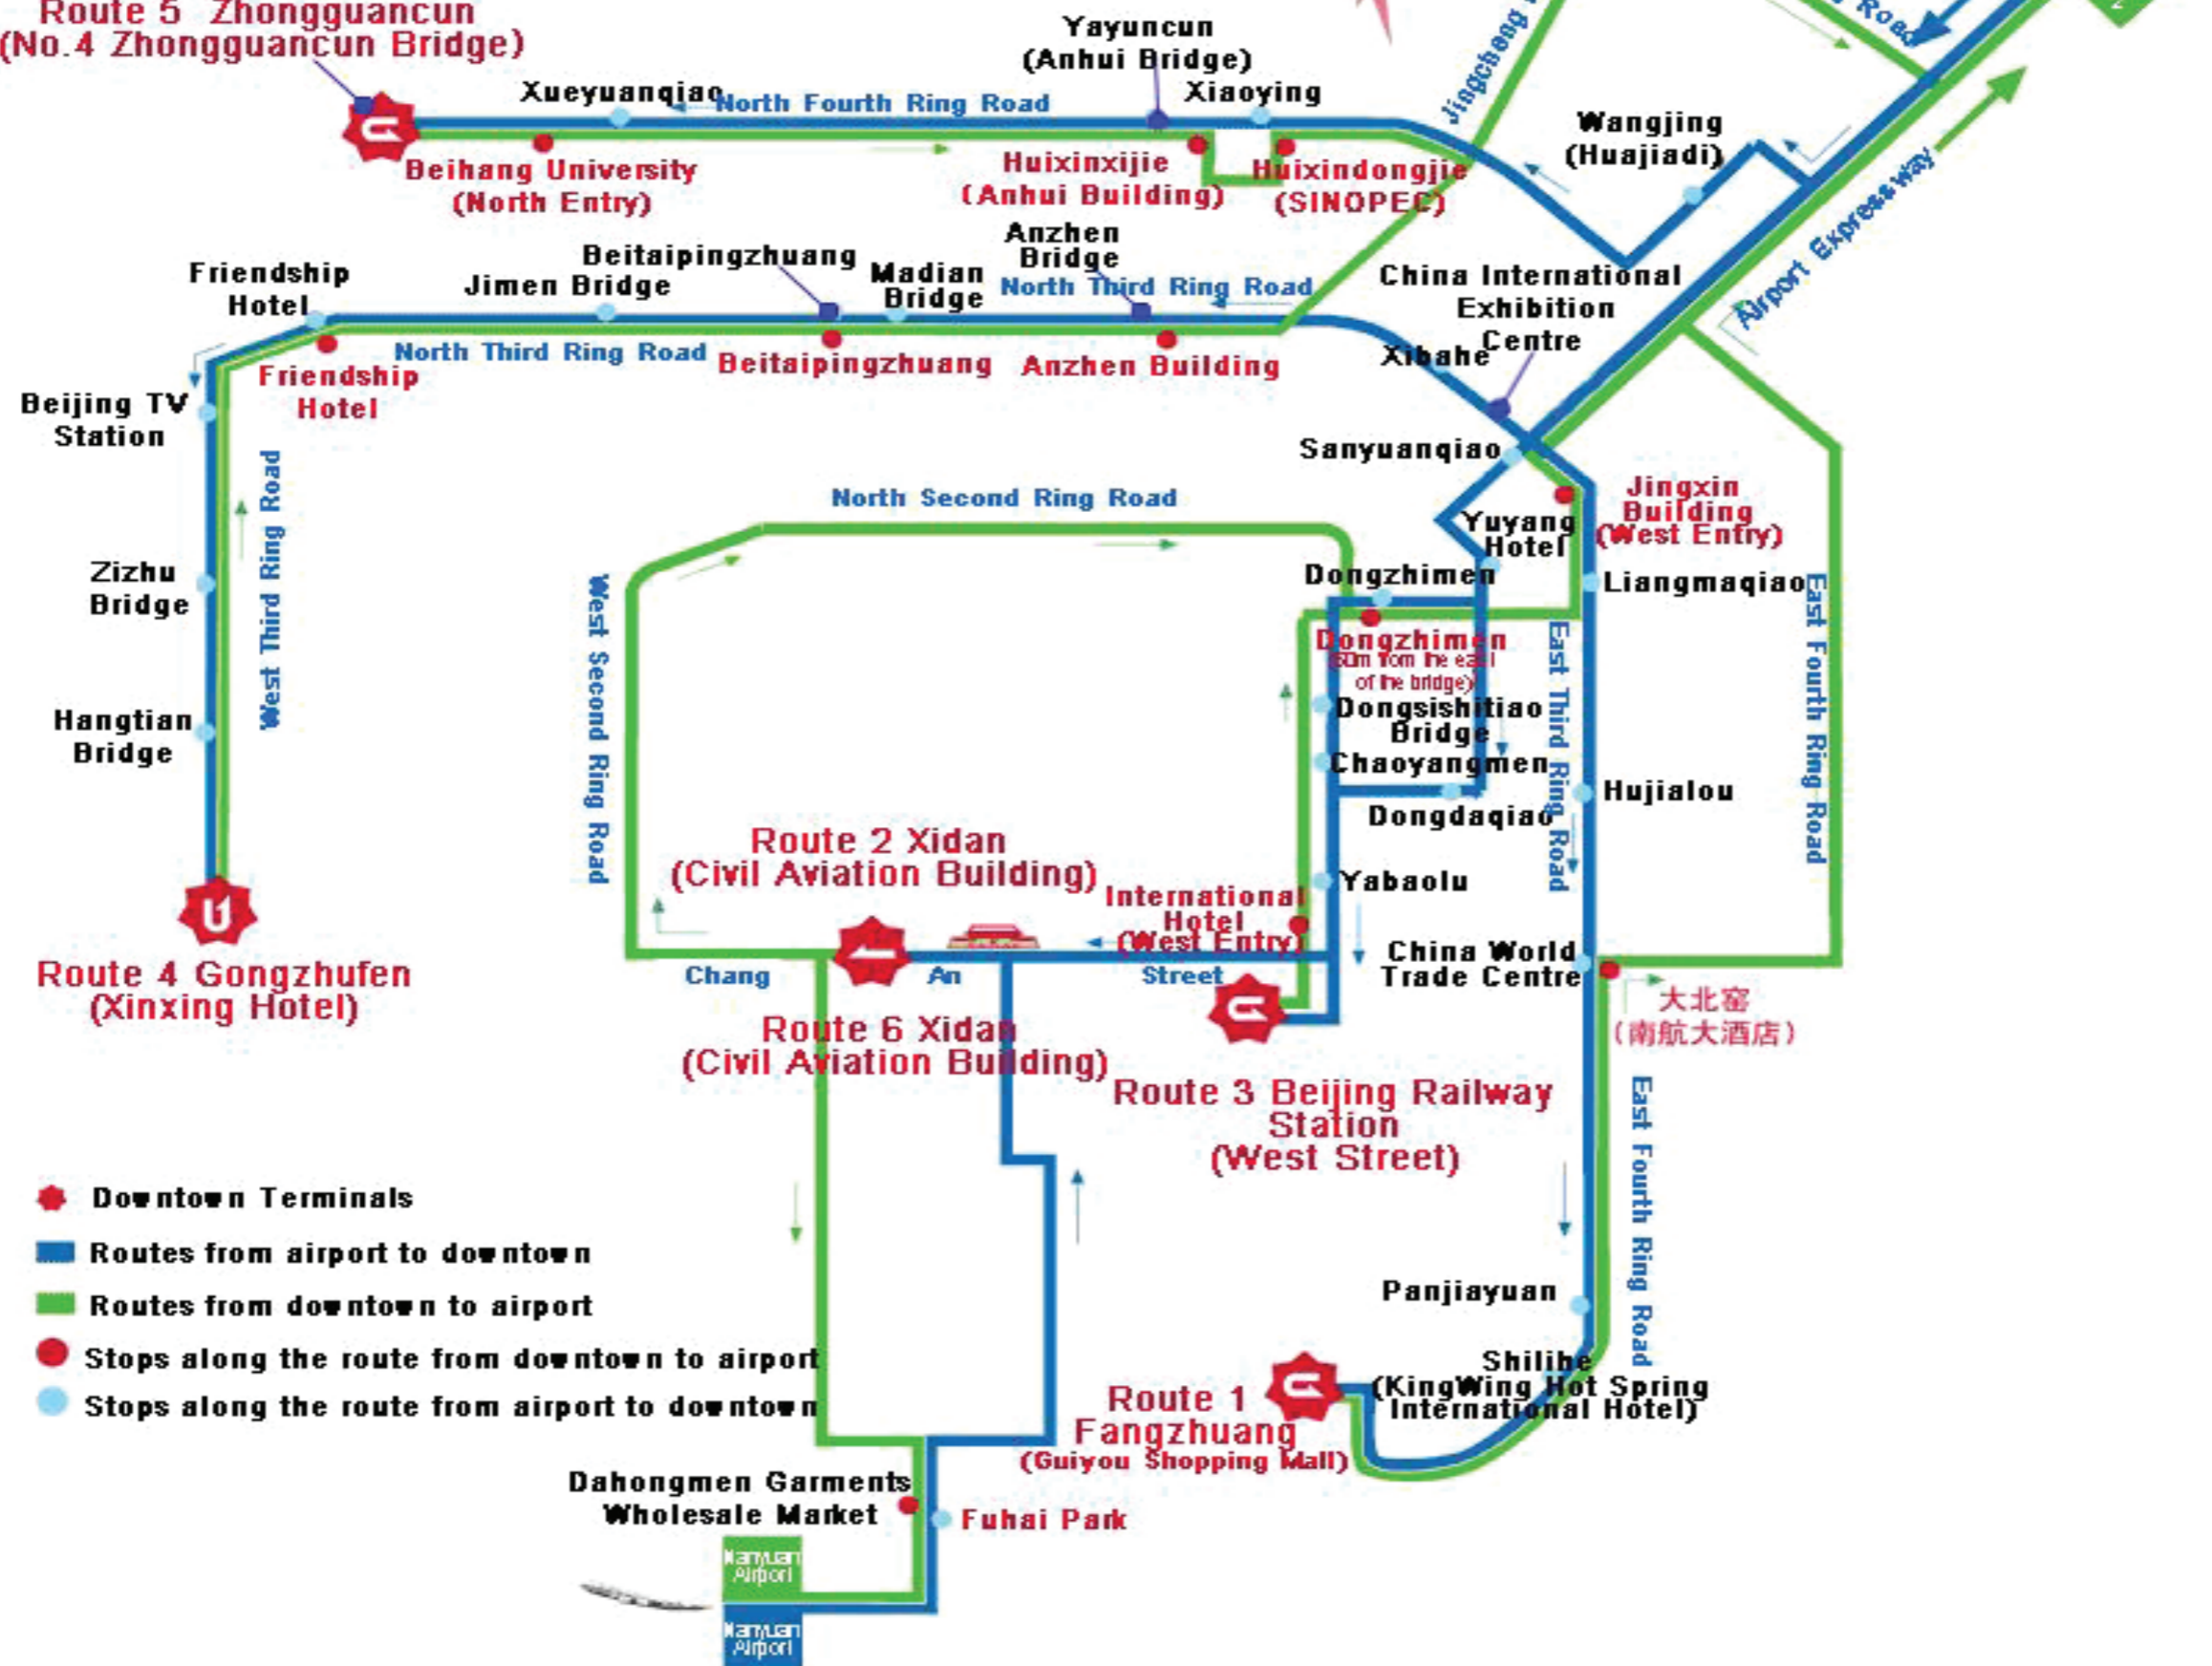 Route 5 Zhongguancun
(No.4 Zhongguancun Bridge)
Yayuncun
(Anhui Bridge)
Xueyuanqiao
North Fourth Ring Road
Xiaoying
Jingcheng
Road
Wangjing
(Huajiadi)
Beihang University
(North Entry)
Huixinxijie
(Anhui Building)
Huixindongjie
(SINOPEC)
Airport Expressway
Friendship
Hotel
Jimen Bridge
Beitaipingzhuang
Madian
Bridge
Anzhen
Bridge
North Third Ring Road
China International
Exhibition
Centre
Xibahe
North Third Ring Road
Beitaipingzhuang
Anzhen Building
Friendship
Hotel
Beijing TV
Station
Sanyuanqiao
West Third Ring Road
North Second Ring Road
Jingxin
Building
(West Entry)
Yuyang
Hotel
Zizhu
Bridge
West Second Ring Road
Dongzhimen
Liangmaqiao
East Fourth Ring Road
Dongzhimen
(50m from the east
of the bridge)
East Third Ring Road
Hangtian
Bridge
Dongsishitiao
Bridge
Chaoyangmen
Dongdaqiao
Hujialou
Route 2 Xidan
(Civil Aviation Building)
International
Hotel
(West Entry)
Yabaolu
China World
Trade Centre
Route 4 Gongzhufen
(Xinxing Hotel)
Chang An Street
大北窑
(南航大酒店)
Route 6 Xidan
(Civil Aviation Building)
Route 3 Beijing Railway
Station
(West Street)
East Fourth Ring Road
Downtown Terminals
Routes from airport to downtown
Routes from downtown to airport
Stops along the route from downtown to airport
Stops along the route from airport to downtown
Panjiayuan
Shilihe
(KingWing Hot Spring
International Hotel)
Route 1
Fangzhuang
(Guiyou Shopping Mall)
Dahongmen Garments
Wholesale Market
Fuhai Park
Nanyuan
Airport
Nanyuan
Airport